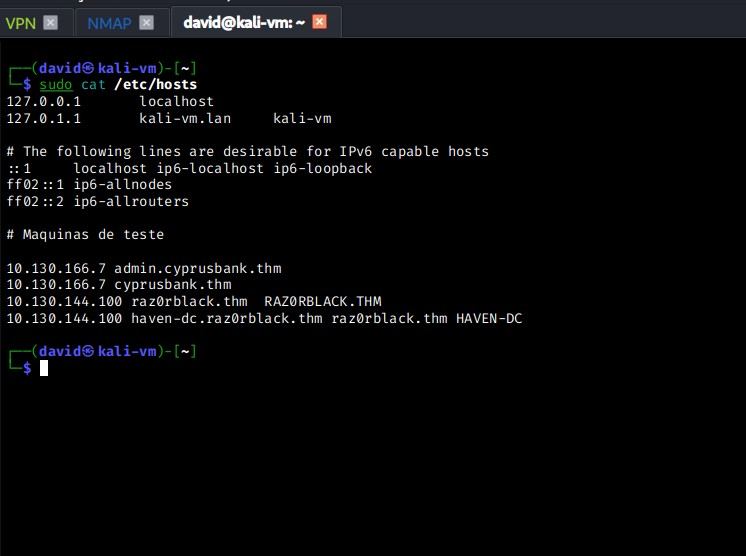 VPN NMAP david@kali-vm: ~
(david㉿kali-vm)-[~]
$ sudo cat /etc/hosts
127.0.0.1 localhost
127.0.1.1 kali-vm.lan kali-vm
# The following lines are desirable for IPv6 capable hosts
::1 localhost ip6-localhost ip6-loopback
ff02::1 ip6-allnodes
ff02::2 ip6-allrouters
# Maquinas de teste
10.130.166.7 admin.cyprusbank.thm
10.130.166.7 cyprusbank.thm
10.130.144.100 raz0rblack.thm RAZ0RBLACK.THM
10.130.144.100 haven-dc.raz0rblack.thm raz0rblack.thm HAVEN-DC
(david㉿kali-vm)-[~]
$